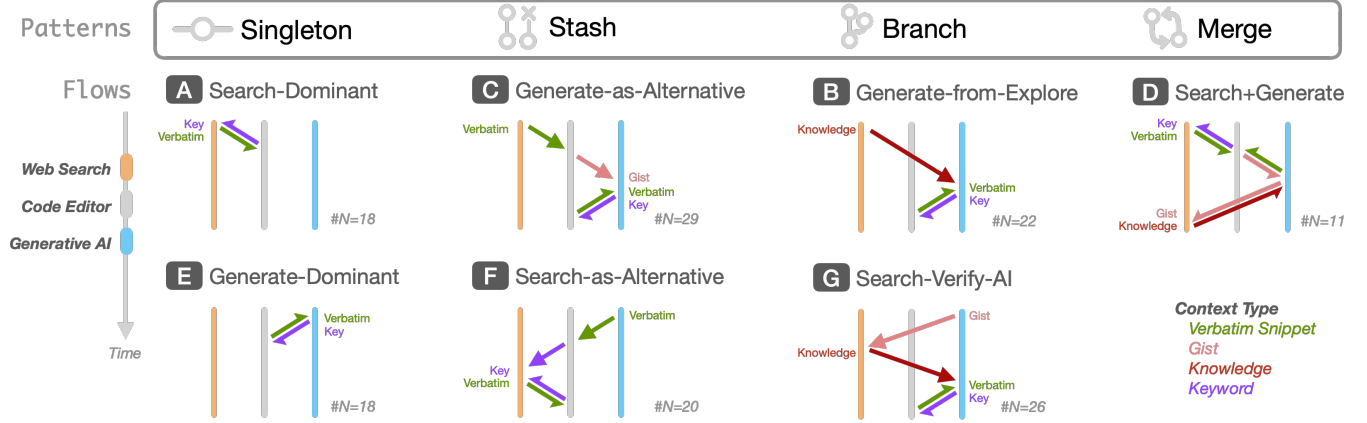 Patterns
Singleton
Stash
Branch
Merge
Flows
A Search-Dominant
C Generate-as-Alternative
B Generate-from-Explore
D Search+Generate
Web Search
Code Editor
Generative AI
Time
Key
Verbatim
#N=18
Verbatim
Gist
Verbatim
Key
#N=29
Knowledge
Verbatim
Key
#N=22
Key
Verbatim
Gist
Knowledge
#N=11
E Generate-Dominant
F Search-as-Alternative
G Search-Verify-AI
Verbatim
Key
#N=18
Verbatim
Key
Verbatim
#N=20
Gist
Knowledge
Verbatim
Key
#N=26
Context Type
Verbatim Snippet
Gist
Knowledge
Keyword